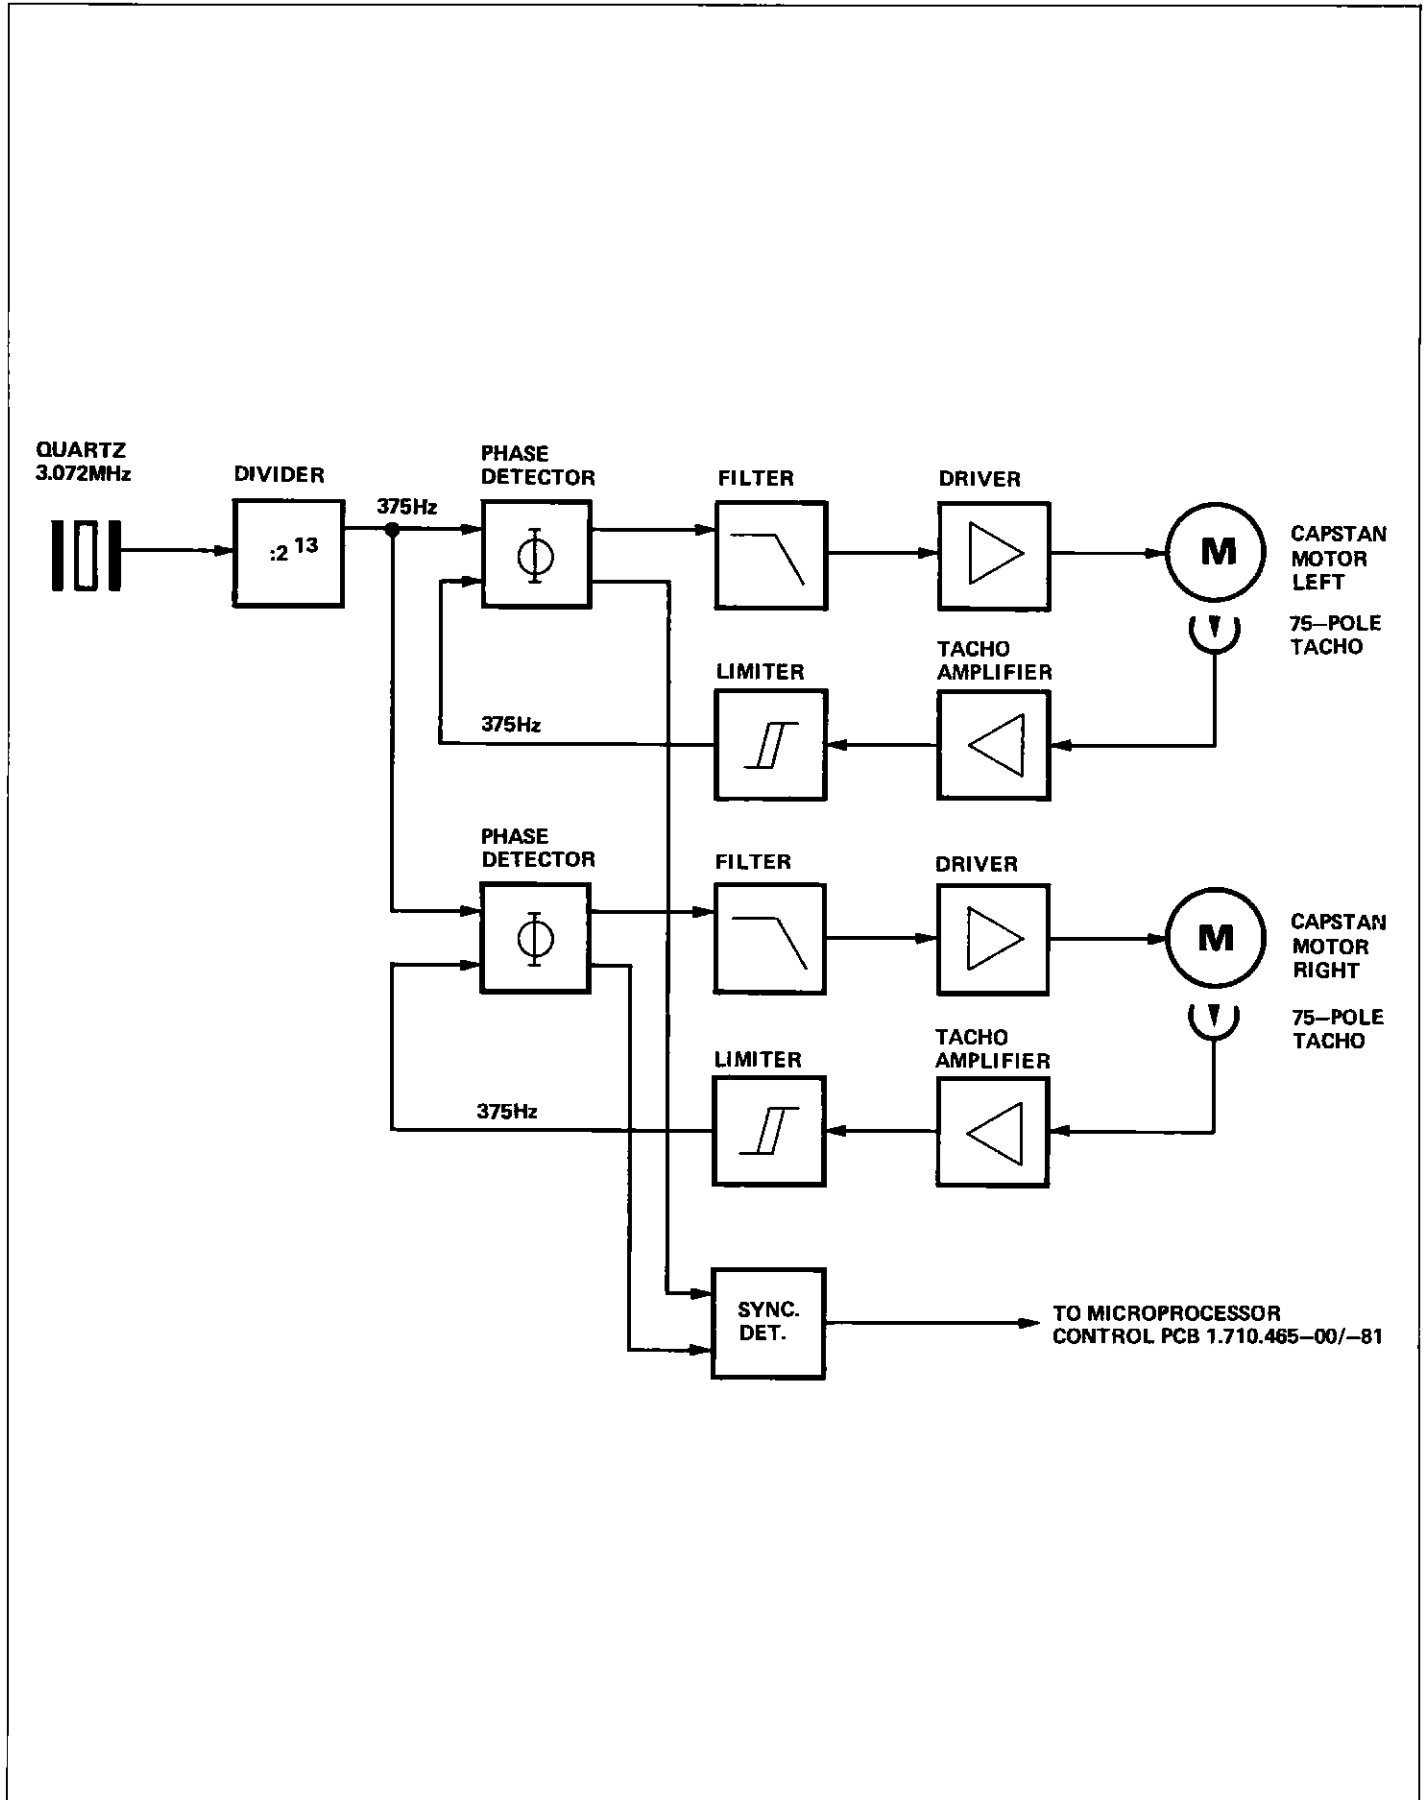 QUARTZ
3.072MHz
DIVIDER
:2 13
375Hz
PHASE
DETECTOR
FILTER
DRIVER
M
CAPSTAN
MOTOR
LEFT
75–POLE
TACHO
TACHO
AMPLIFIER
LIMITER
375Hz
PHASE
DETECTOR
FILTER
DRIVER
M
CAPSTAN
MOTOR
RIGHT
75–POLE
TACHO
TACHO
AMPLIFIER
LIMITER
375Hz
SYNC.
DET.
TO MICROPROCESSOR
CONTROL PCB 1.710.465–00/–81